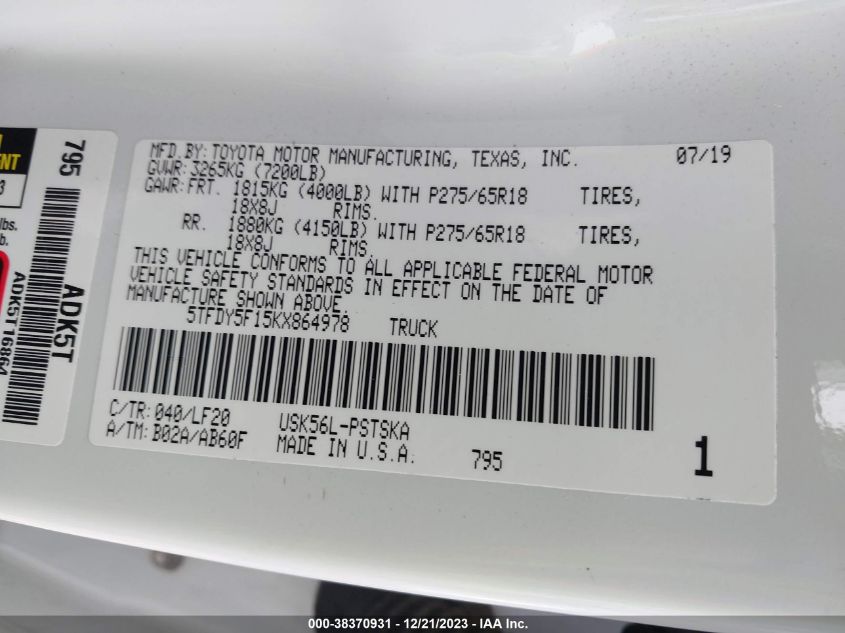 MFD.BY:TOYOTA MOTOR MANUFACTURING, TEXAS, INC. 07/19
GVWR:3265KG (7200LB)
GAWR:FRT. 1815KG (4000LB) WITH P275/65R18 TIRES,
18X8J RIMS.
RR. 1880KG (4150LB) WITH P275/65R18 TIRES,
18X8J RIMS.
THIS VEHICLE CONFORMS TO ALL APPLICABLE FEDERAL MOTOR
VEHICLE SAFETY STANDARDS IN EFFECT ON THE DATE OF
MANUFACTURE SHOWN ABOVE.
5TFDY5F15KX864978 TRUCK
C/TR:040/LF20 USK56L-PSTSKA
A/TM:B02A/AB60F MADE IN U.S.A. 795 1
795
ADK5T
ADK5T16864
lbs.
b.
000-38370931 - 12/21/2023 - IAA Inc.